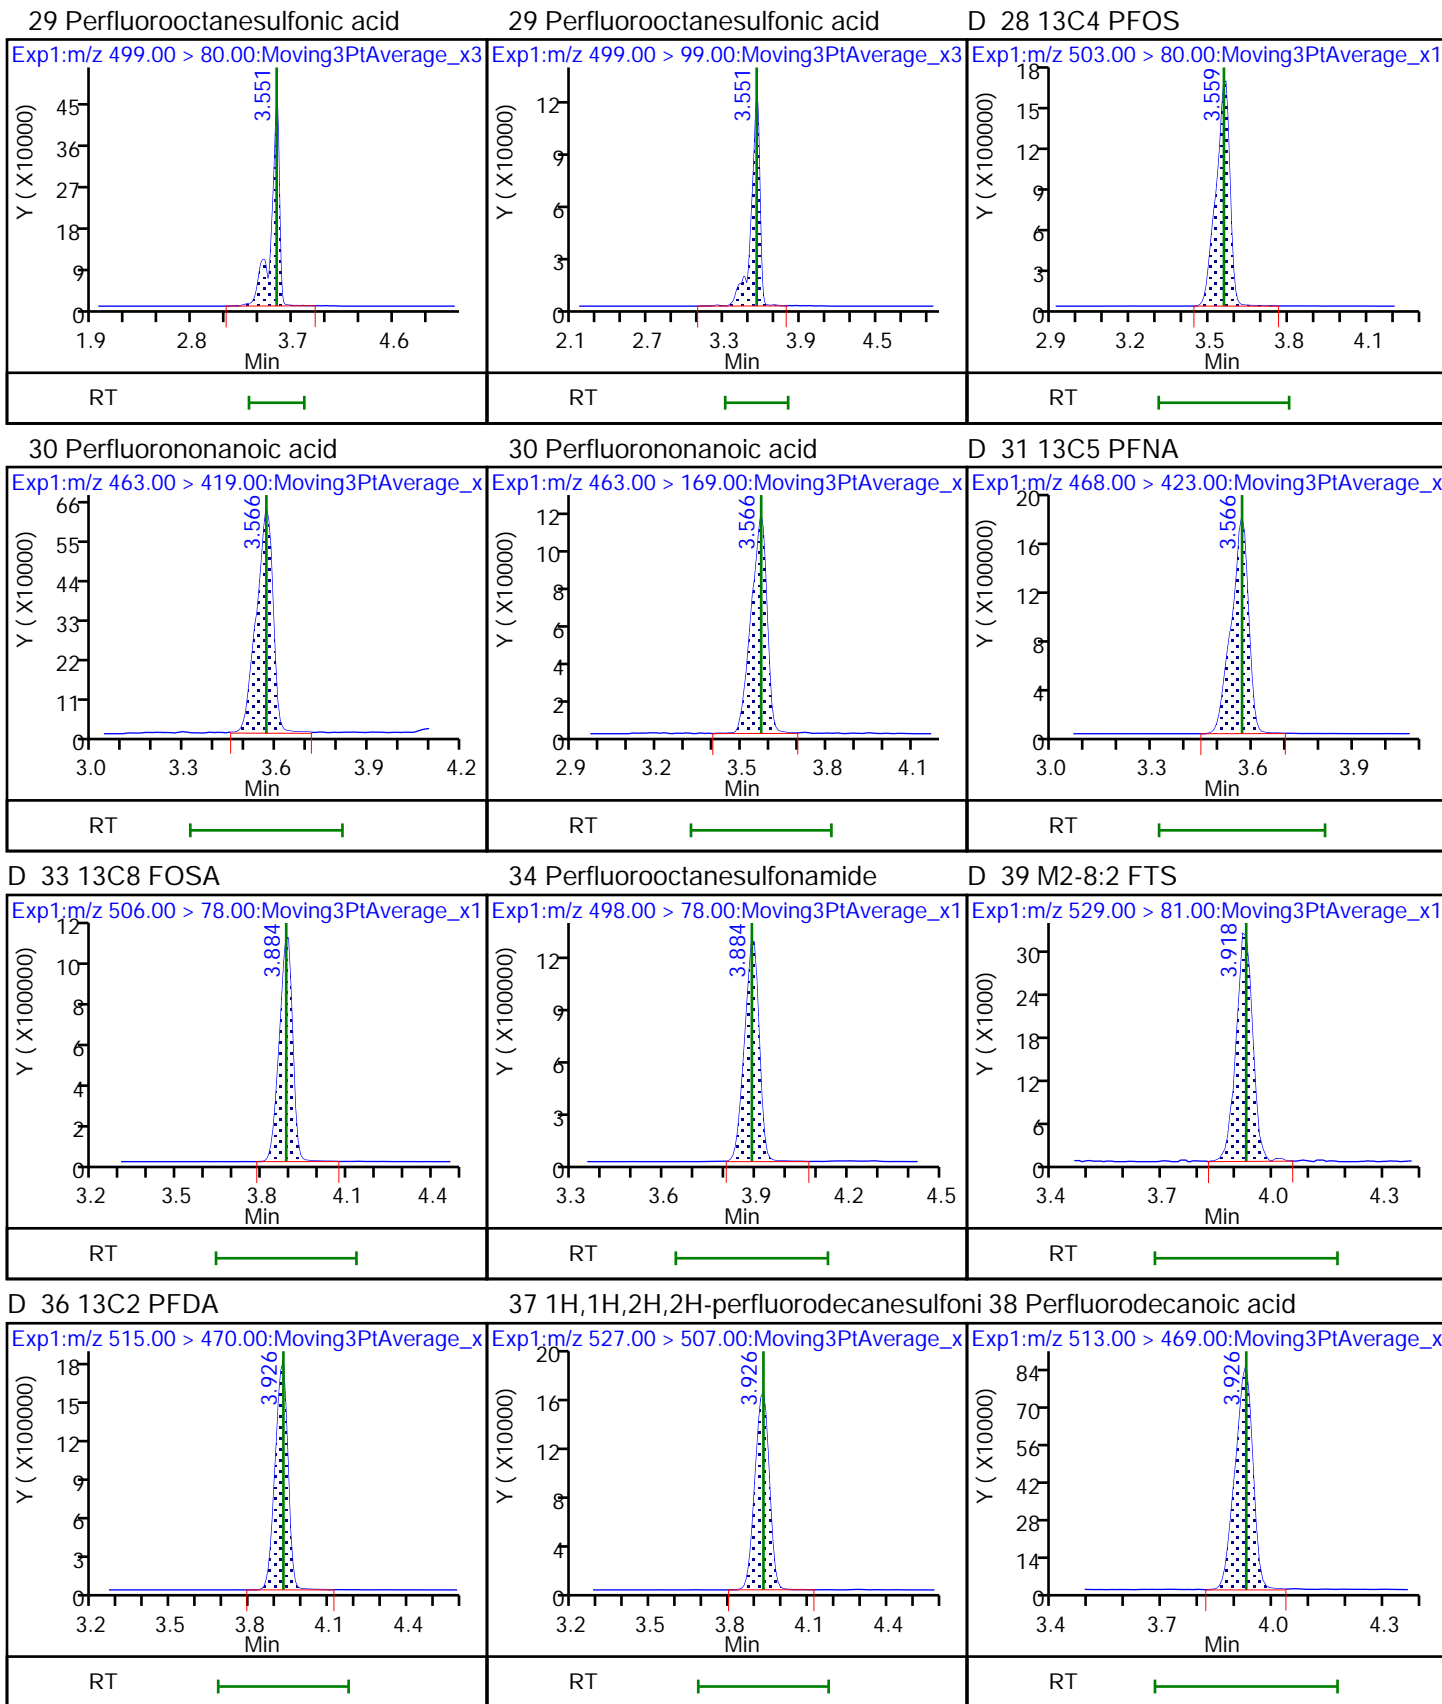 29 Perfluorooctanesulfonic acid
Exp1:m/z 499.00 > 80.00:Moving3PtAverage_x3
3.551
Y ( X100000)
45
36
27
18
9
0
1.9 2.8 3.7 4.6
Min
RT
29 Perfluorooctanesulfonic acid
Exp1:m/z 499.00 > 99.00:Moving3PtAverage_x3
3.551
Y ( X100000)
12
9
6
3
0
2.1 2.7 3.3 3.9 4.5
Min
RT
D 28 13C4 PFOS
Exp1:m/z 503.00 > 80.00:Moving3PtAverage_x1
3.559
Y ( X100000)
18
15
12
9
6
3
0
2.9 3.2 3.5 3.8 4.1
Min
RT
30 Perfluorononanoic acid
Exp1:m/z 463.00 > 419.00:Moving3PtAverage_x
3.566
Y ( X10000)
66
55
44
33
22
11
0
3.0 3.3 3.6 3.9 4.2
Min
RT
30 Perfluorononanoic acid
Exp1:m/z 463.00 > 169.00:Moving3PtAverage_x
3.566
Y ( X10000)
12
10
8
6
4
2
0
2.9 3.2 3.5 3.8 4.1
Min
RT
D 31 13C5 PFNA
Exp1:m/z 468.00 > 423.00:Moving3PtAverage_x
3.566
Y ( X100000)
20
16
12
8
4
0
3.0 3.3 3.6 3.9
Min
RT
D 33 13C8 FOSA
Exp1:m/z 506.00 > 78.00:Moving3PtAverage_x1
3.884
Y ( X100000)
12
10
8
6
4
2
0
3.2 3.5 3.8 4.1 4.4
Min
RT
34 Perfluorooctanesulfonamide
Exp1:m/z 498.00 > 78.00:Moving3PtAverage_x1
3.884
Y ( X100000)
12
9
6
3
0
3.3 3.6 3.9 4.2 4.5
Min
RT
D 39 M2-8:2 FTS
Exp1:m/z 529.00 > 81.00:Moving3PtAverage_x1
3.918
Y ( X1000)
30
24
18
12
6
0
3.4 3.7 4.0 4.3
Min
RT
D 36 13C2 PFDA
Exp1:m/z 515.00 > 470.00:Moving3PtAverage_x
3.926
Y ( X100000)
18
15
12
9
6
3
0
3.2 3.5 3.8 4.1 4.4
Min
RT
37 1H,1H,2H,2H-perfluorodecanesulfoni
Exp1:m/z 527.00 > 507.00:Moving3PtAverage_x
3.926
Y ( X10000)
20
16
12
8
4
0
3.2 3.5 3.8 4.1 4.4
Min
RT
38 Perfluorodecanoic acid
Exp1:m/z 513.00 > 469.00:Moving3PtAverage_x
3.926
Y ( X10000)
84
70
56
42
28
14
0
3.4 3.7 4.0 4.3
Min
RT